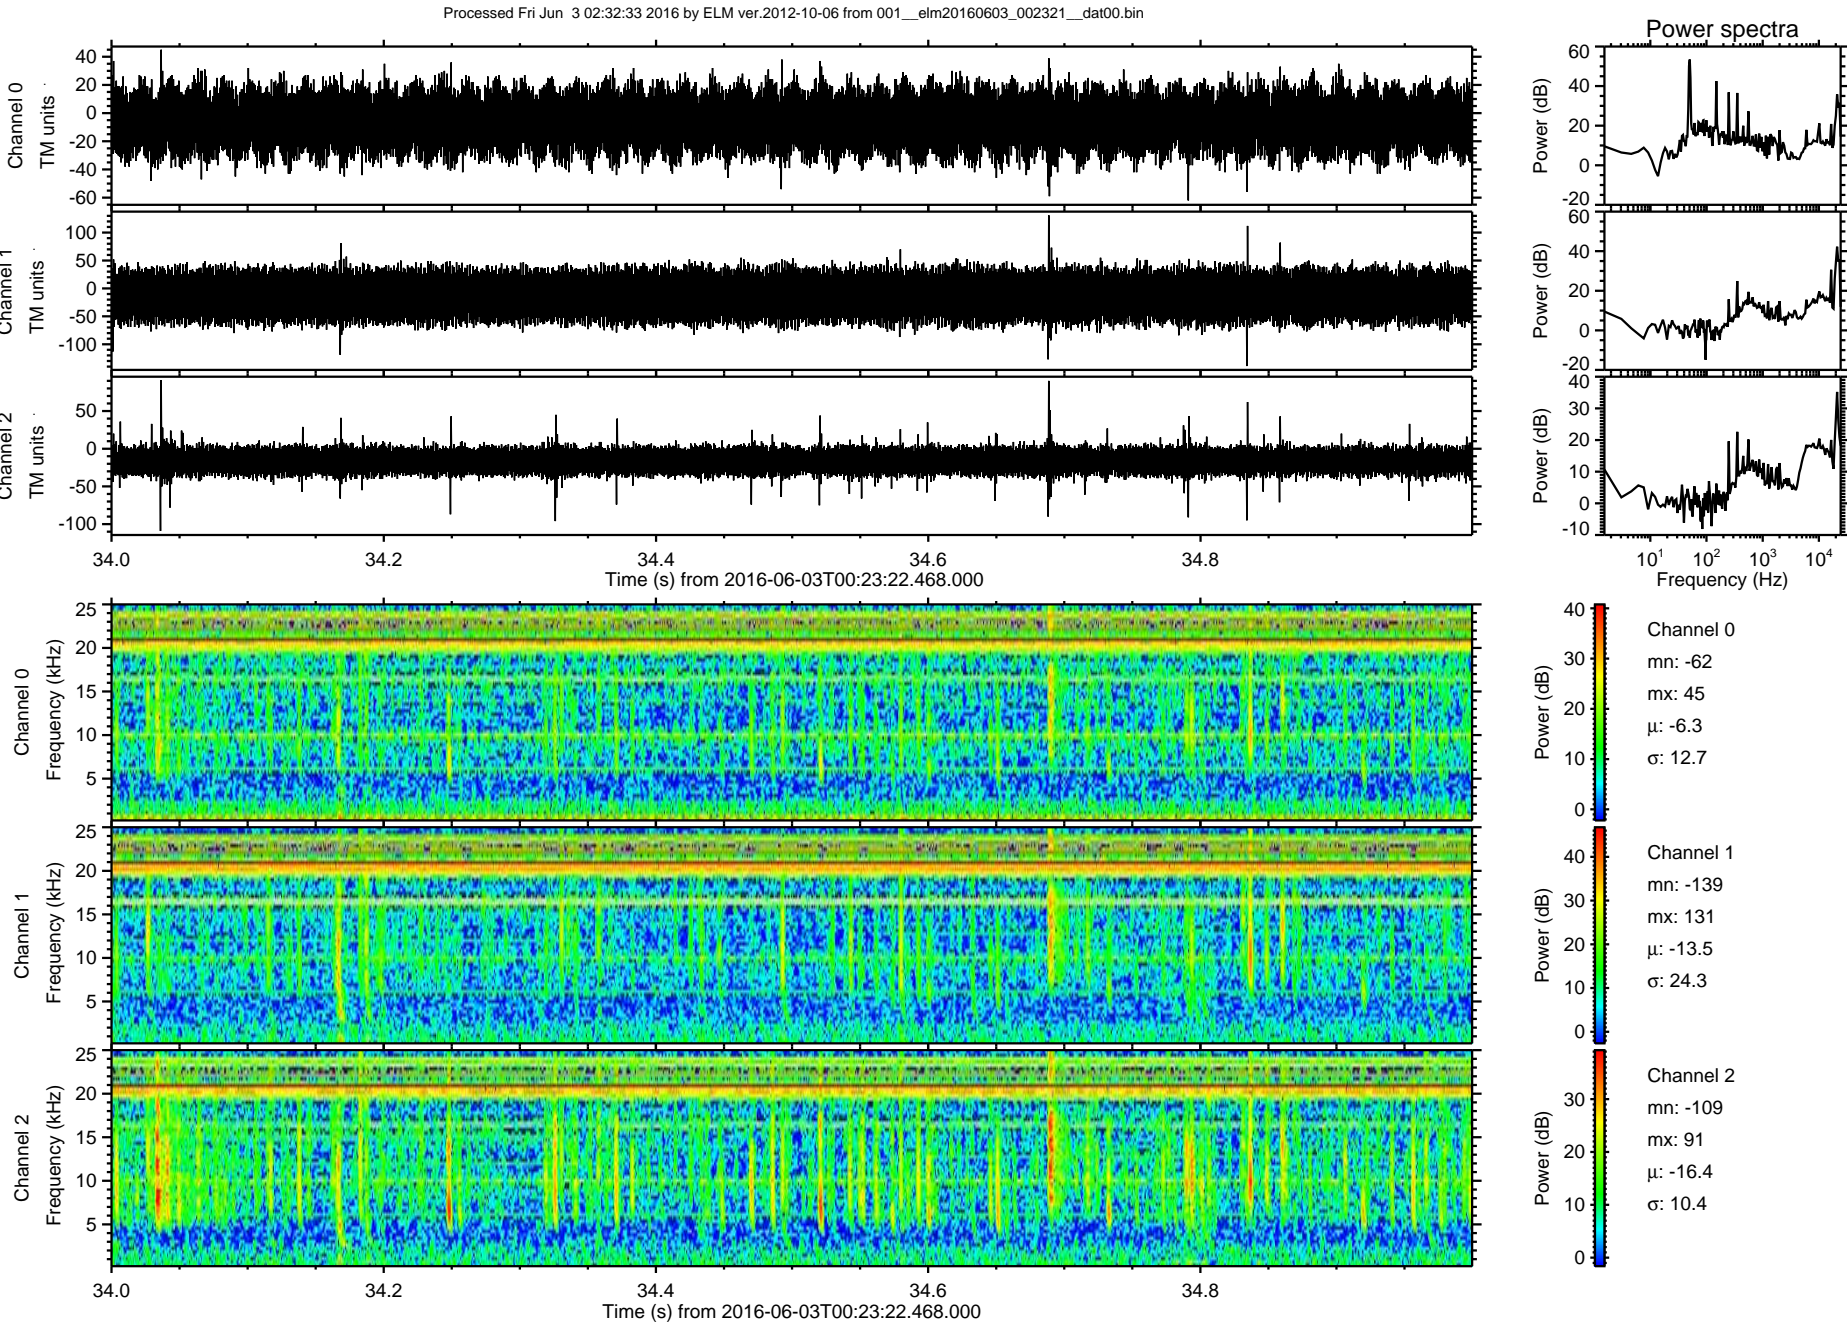 Processed Fri Jun  3 02:32:33 2016 by ELM ver.2012-10-06 from 001__elm20160603_002321__dat00.bin
Power spectra
Channel 0
TM units
40
20
0
-20
-40
-60
Power (dB)
60
40
20
0
-20
Channel 1
TM units
100
50
0
-50
-100
Power (dB)
60
40
20
0
-20
Channel 2
TM units
50
0
-50
-100
Power (dB)
40
30
20
10
0
-10
34.0 34.2 34.4 34.6 34.8
Time (s) from 2016-06-03T00:23:22.468.000
10^1 10^2 10^3 10^4
Frequency (Hz)
Channel 0
Frequency (kHz)
25
20
15
10
5
Power (dB)
40
30
20
10
0
Channel 0
mn: -62
mx: 45
μ: -6.3
σ: 12.7
Channel 1
Frequency (kHz)
25
20
15
10
5
Power (dB)
40
30
20
10
0
Channel 1
mn: -139
mx: 131
μ: -13.5
σ: 24.3
Channel 2
Frequency (kHz)
25
20
15
10
5
Power (dB)
30
20
10
0
Channel 2
mn: -109
mx: 91
μ: -16.4
σ: 10.4
34.0 34.2 34.4 34.6 34.8
Time (s) from 2016-06-03T00:23:22.468.000